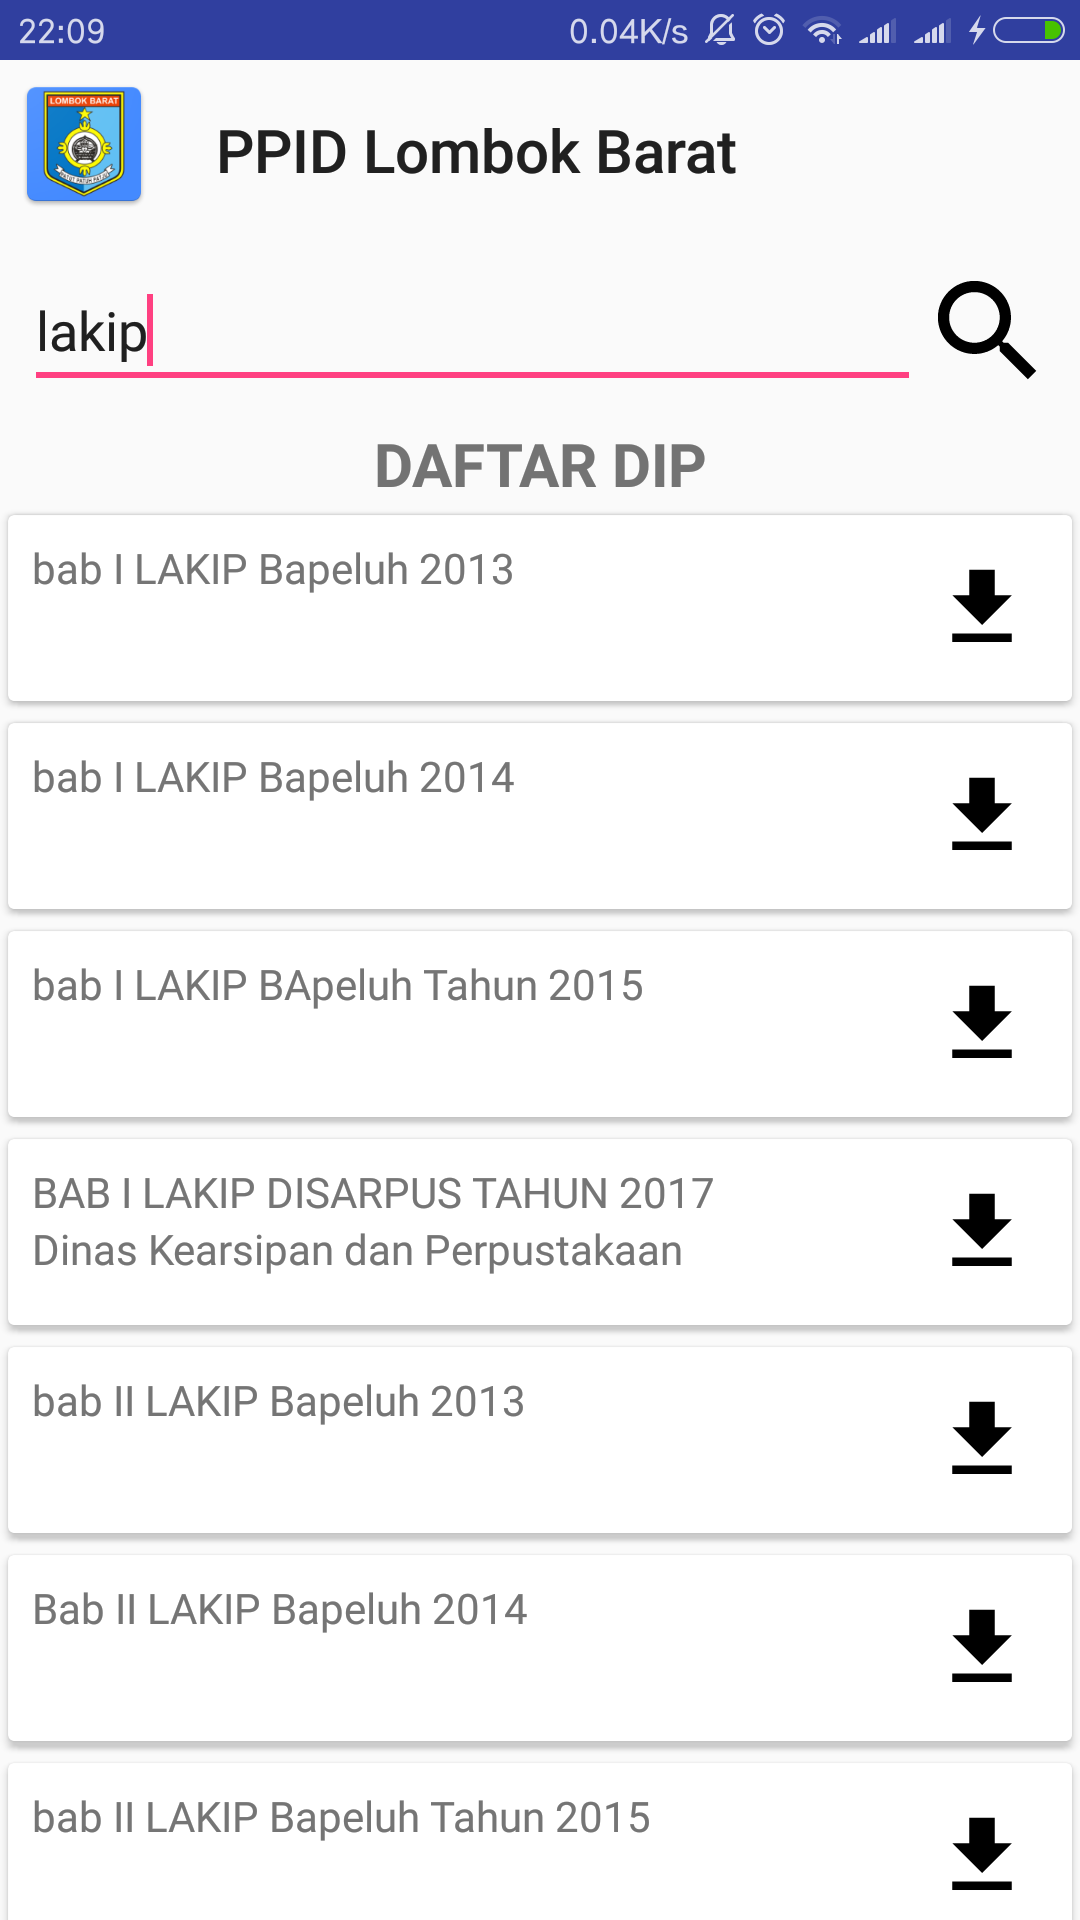 22:09
0.04K/s
LOMBOK BARAT
PPID Lombok Barat
lakip
DAFTAR DIP
bab I LAKIP Bapeluh 2013
bab I LAKIP Bapeluh 2014
bab I LAKIP BApeluh Tahun 2015
BAB I LAKIP DISARPUS TAHUN 2017
Dinas Kearsipan dan Perpustakaan
bab II LAKIP Bapeluh 2013
Bab II LAKIP Bapeluh 2014
bab II LAKIP Bapeluh Tahun 2015